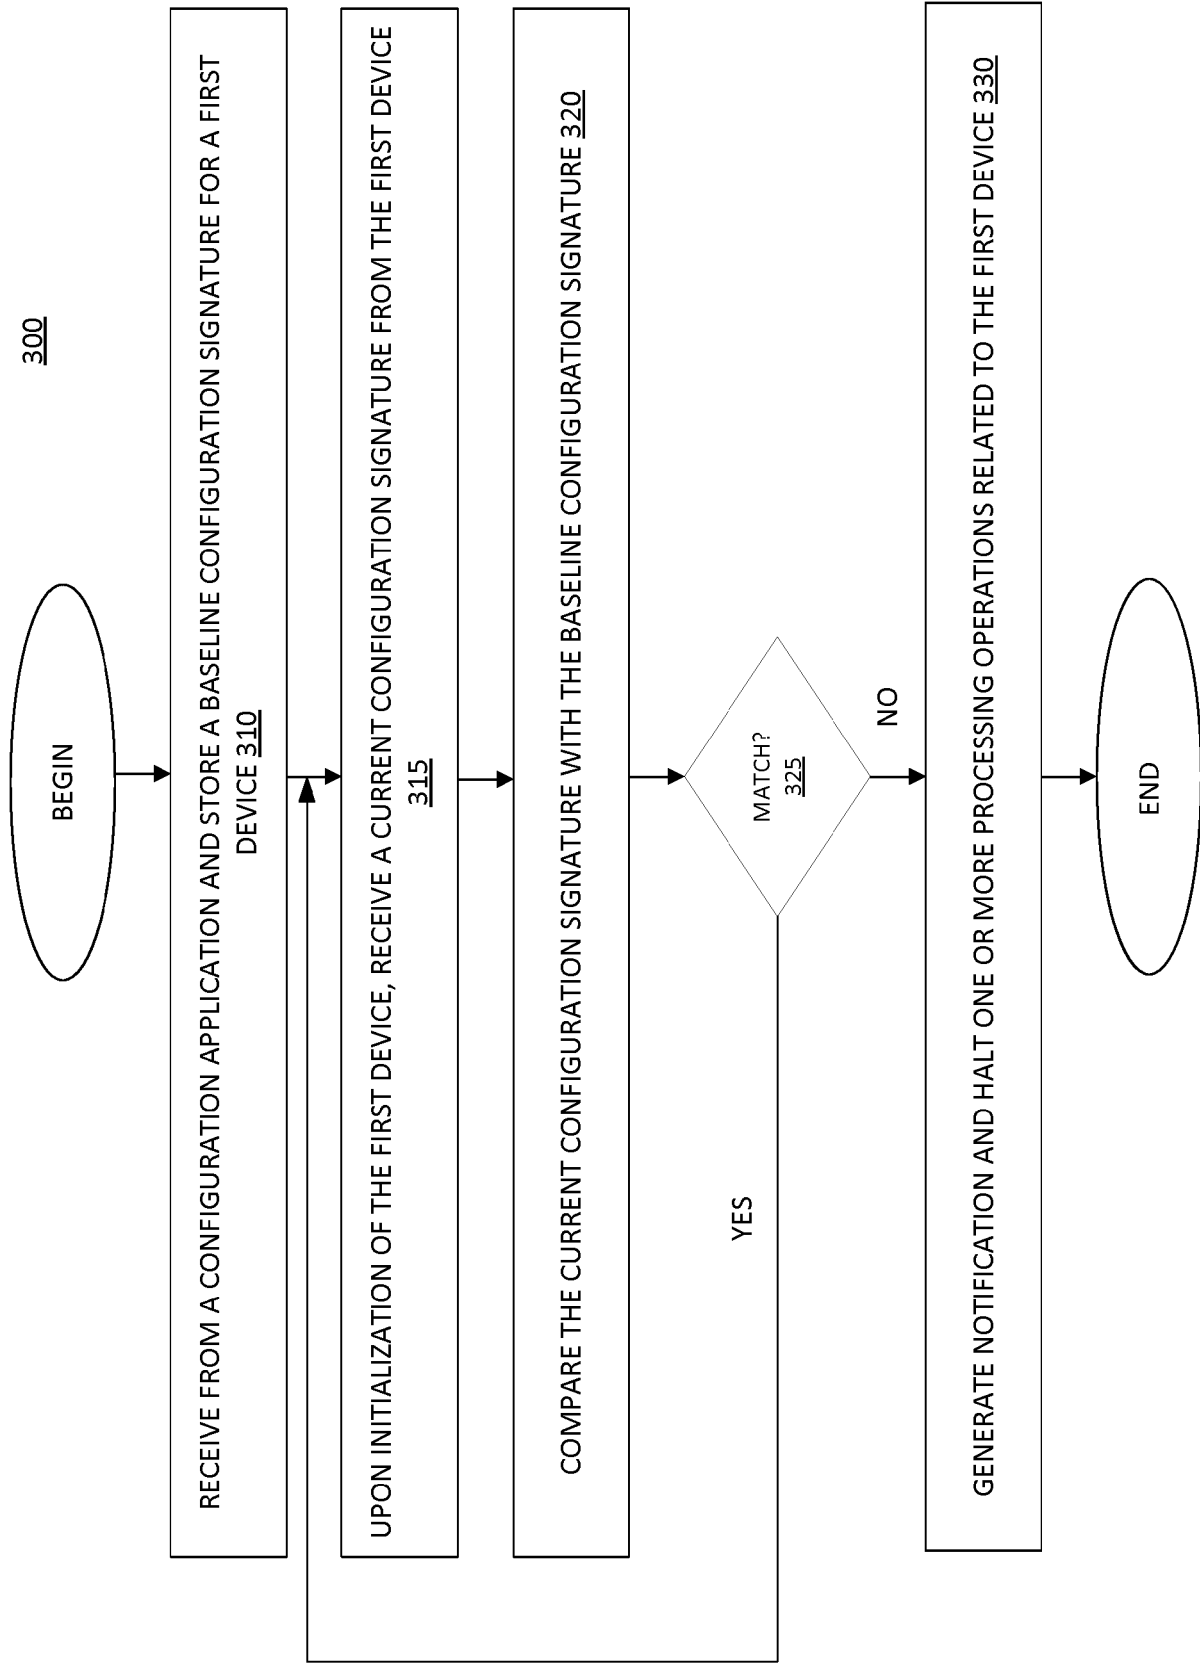 300
BEGIN
RECEIVE FROM A CONFIGURATION APPLICATION AND STORE A BASELINE CONFIGURATION SIGNATURE FOR A FIRST
DEVICE 310
UPON INITIALIZATION OF THE FIRST DEVICE, RECEIVE A CURRENT CONFIGURATION SIGNATURE FROM THE FIRST DEVICE
315
COMPARE THE CURRENT CONFIGURATION SIGNATURE WITH THE BASELINE CONFIGURATION SIGNATURE 320
MATCH?
325
YES
NO
GENERATE NOTIFICATION AND HALT ONE OR MORE PROCESSING OPERATIONS RELATED TO THE FIRST DEVICE 330
END